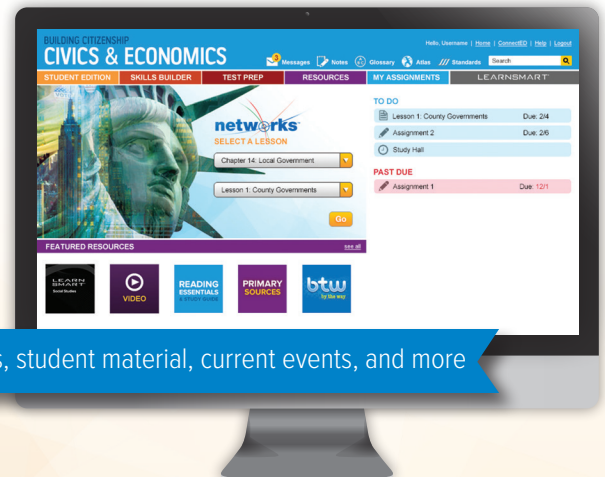 BUILDING CITIZENSHIP
CIVICS & ECONOMICS
Hello, Username | Home | ConnectED | Help | Logout
3 Messages Notes Glossary Atlas Standards Search
STUDENT EDITION SKILLS BUILDER TEST PREP RESOURCES MY ASSIGNMENTS LEARNSMART
networks
SELECT A LESSON
Chapter 14: Local Government
Lesson 1: County Governments
Go
TO DO
Lesson 1: County Governments Due: 2/4
Assignment 2 Due: 2/6
Study Hall
PAST DUE
Assignment 1 Due: 12/1
FEATURED RESOURCES see all
LEARN
SMART
Social Studies
VIDEO
READING
ESSENTIALS
& STUDY GUIDE
PRIMARY
SOURCES
btw
by the way
s, student material, current events, and more